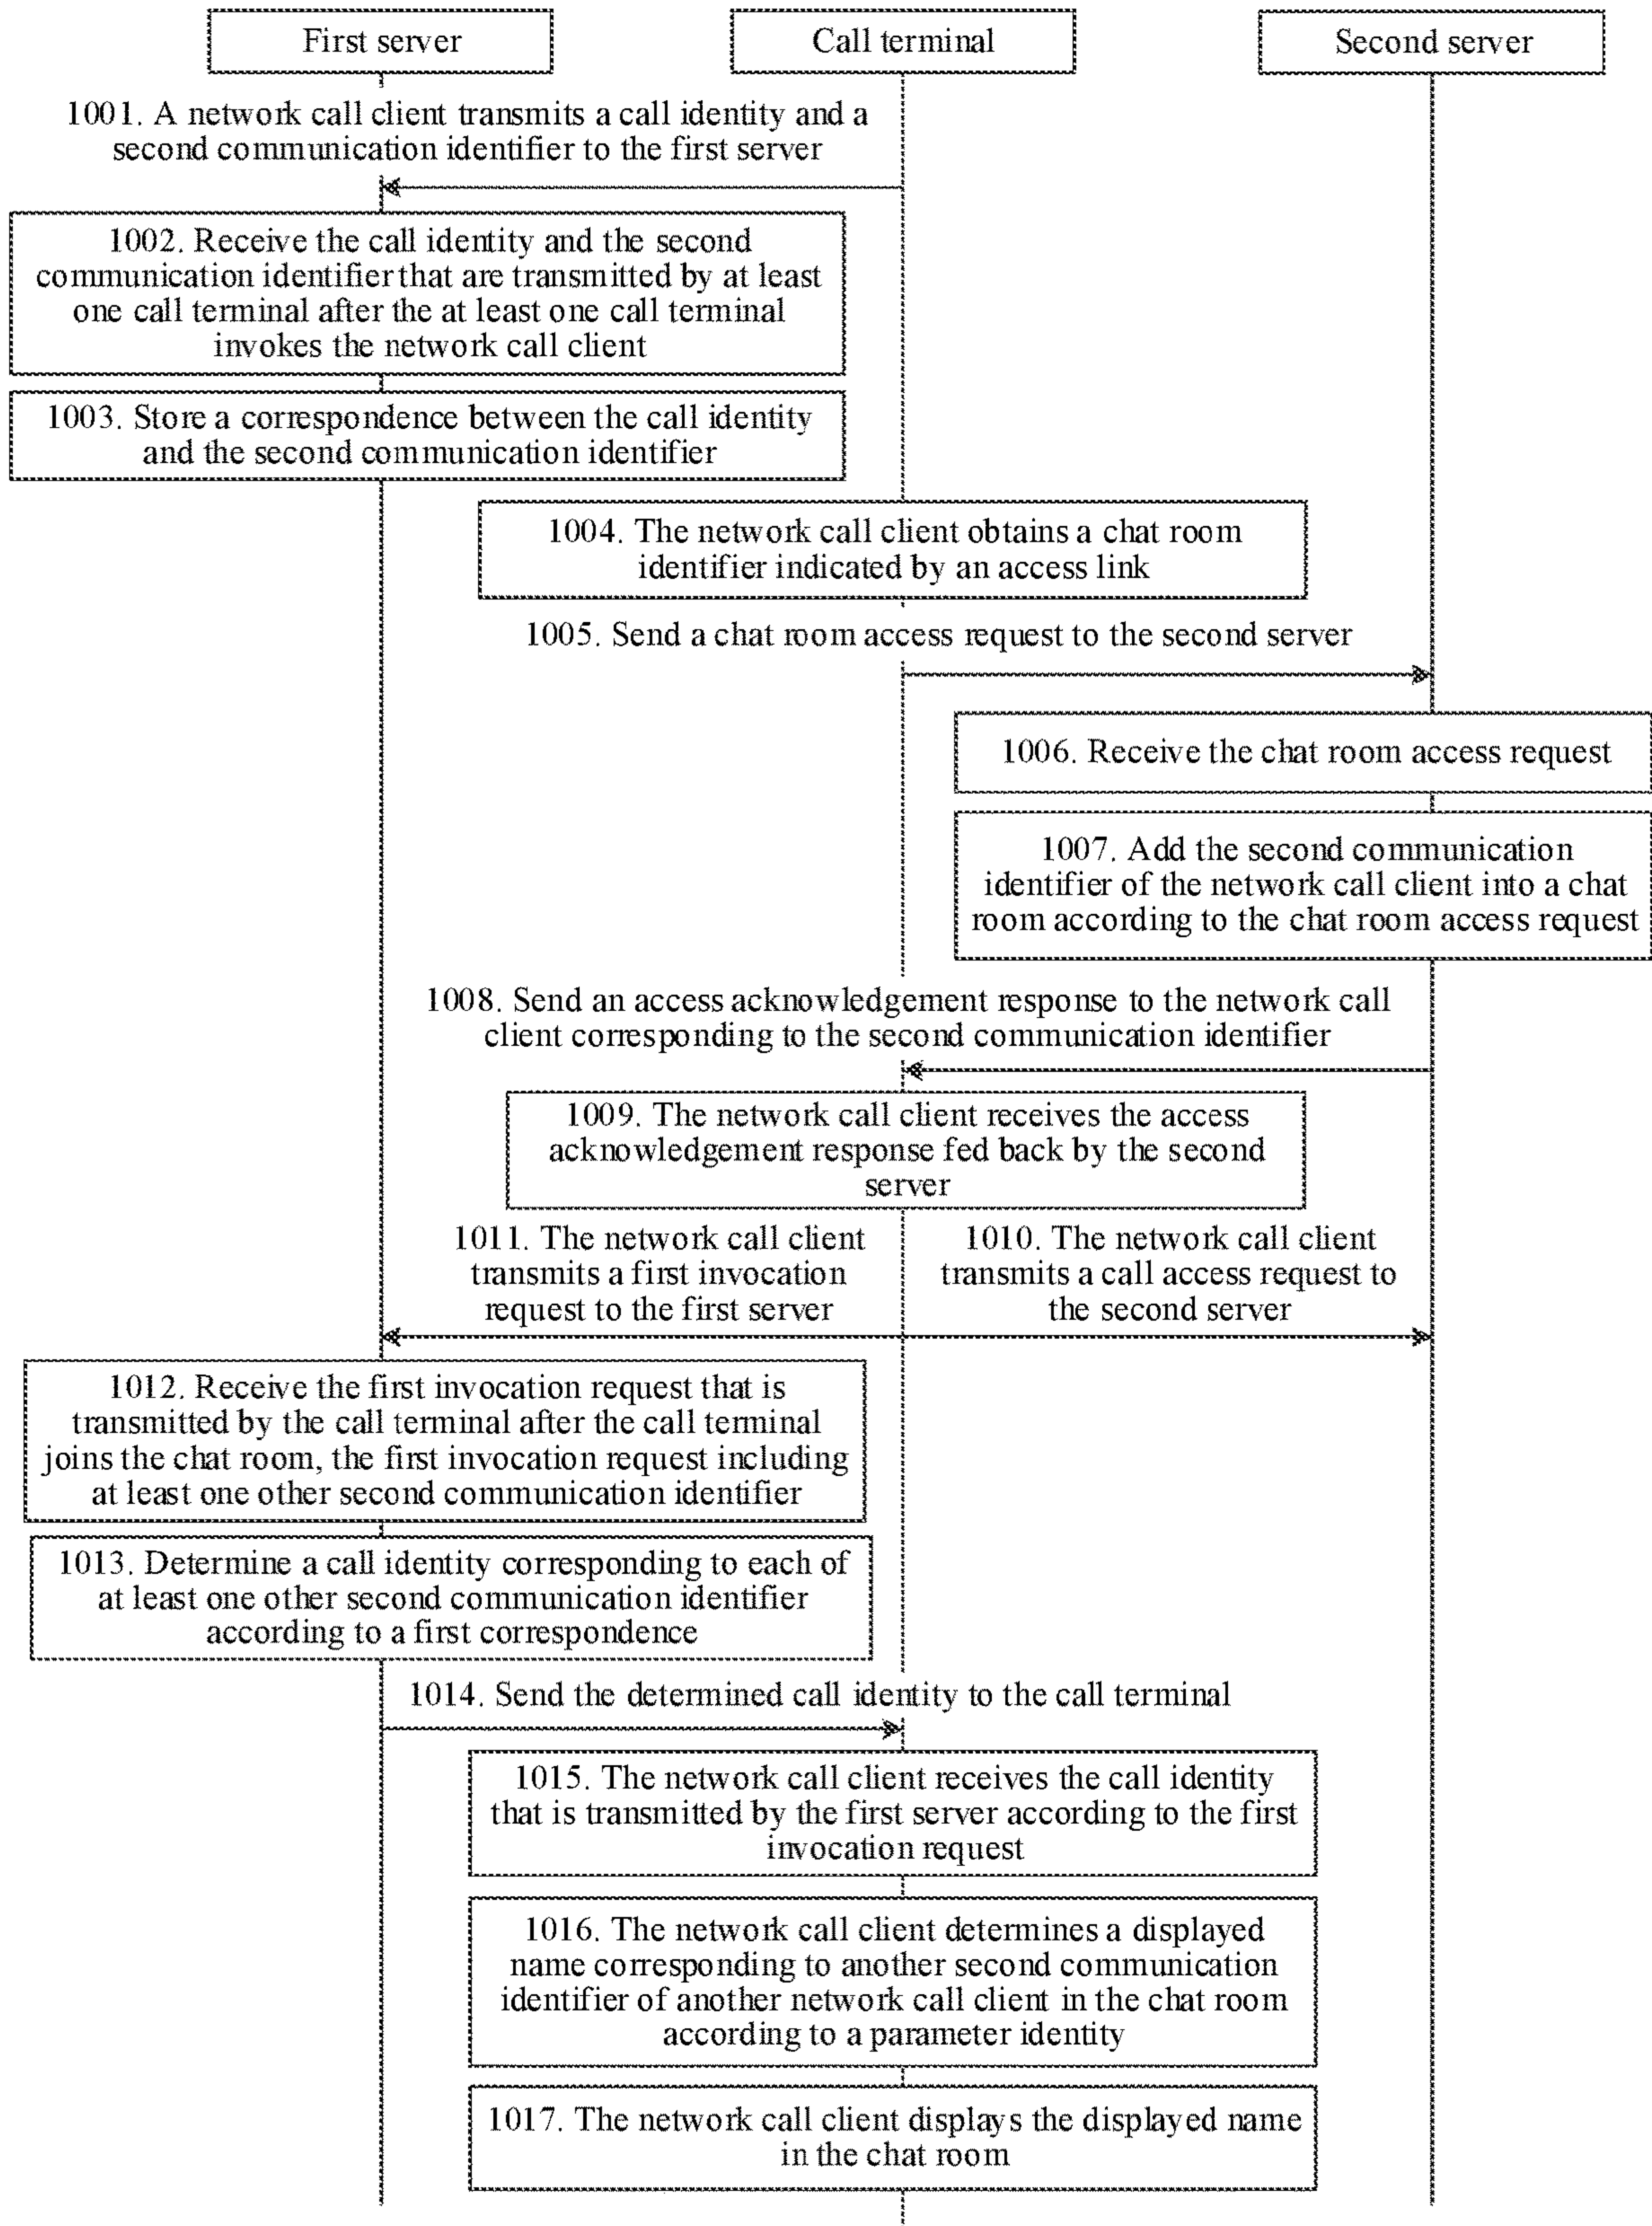 First server
Call terminal
Second server
1001. A network call client transmits a call identity and a
second communication identifier to the first server
1002. Receive the call identity and the second
communication identifier that are transmitted by at least
one call terminal after the at least one call terminal
invokes the network call client
1003. Store a correspondence between the call identity
and the second communication identifier
1004. The network call client obtains a chat room
identifier indicated by an access link
1005. Send a chat room access request to the second server
1006. Receive the chat room access request
1007. Add the second communication
identifier of the network call client into a chat
room according to the chat room access request
1008. Send an access acknowledgement response to the network call
client corresponding to the second communication identifier
1009. The network call client receives the access
acknowledgement response fed back by the second
server
1011. The network call client
transmits a first invocation
request to the first server
1010. The network call client
transmits a call access request to
the second server
1012. Receive the first invocation request that is
transmitted by the call terminal after the call terminal
joins the chat room, the first invocation request including
at least one other second communication identifier
1013. Determine a call identity corresponding to each of
at least one other second communication identifier
according to a first correspondence
1014. Send the determined call identity to the call terminal
1015. The network call client receives the call identity
that is transmitted by the first server according to the first
invocation request
1016. The network call client determines a displayed
name corresponding to another second communication
identifier of another network call client in the chat room
according to a parameter identity
1017. The network call client displays the displayed name
in the chat room